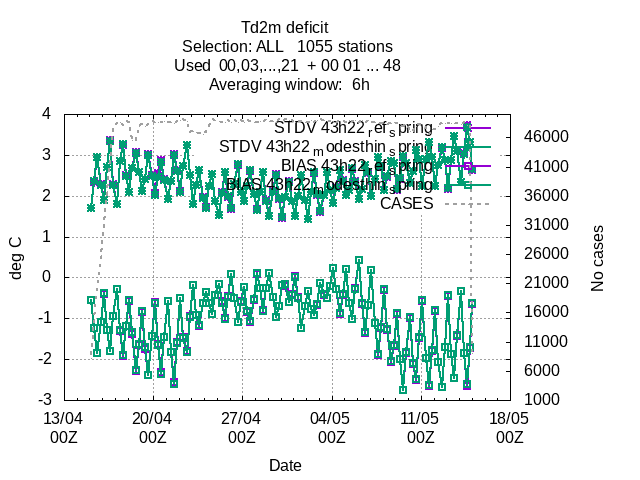 Td2m deficit
Selection: ALL   1055 stations
Used  00,03,...,21  + 00 01 ... 48
Averaging window:  6h
STDV 43h22_ref_spring
STDV 43h22_modesthin_spring
BIAS 43h22_ref_spring
BIAS 43h22_modesthin_spring
CASES
4
3
2
1
0
-1
-2
-3
deg C
46000
41000
36000
31000
26000
21000
16000
11000
6000
1000
No cases
13/04 20/04 27/04 04/05 11/05 18/05
00Z 00Z 00Z 00Z 00Z 00Z
Date